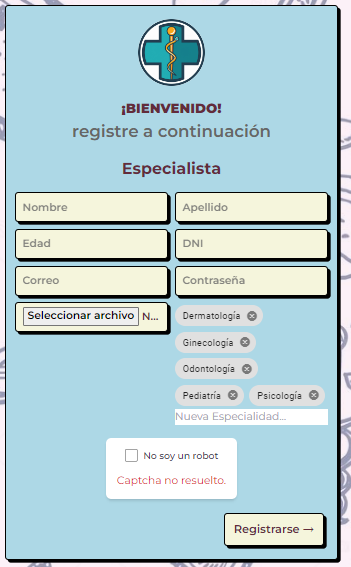 ¡BIENVENIDO!
registre a continuación
Especialista
Nombre Apellido
Edad DNI
Correo Contraseña
Seleccionar archivo N...
Dermatología
Ginecología
Odontología
Pediatría Psicología
Nueva Especialidad...
No soy un robot
Captcha no resuelto.
Registrarse →